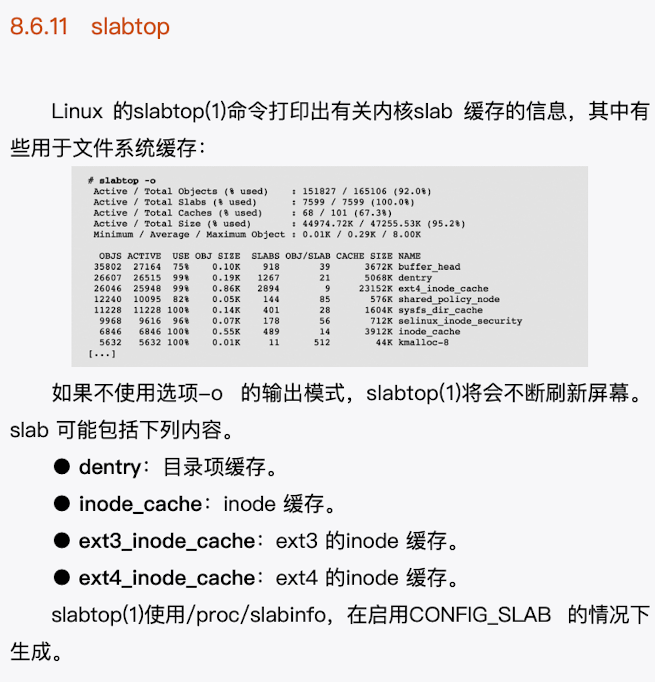 8.6.11 slabtop
Linux 的slabtop(1)命令打印出有关内核slab 缓存的信息，其中有
些用于文件系统缓存：
# slabtop -o
Active / Total Objects (% used) : 151827 / 165106 (92.0%)
Active / Total Slabs (% used) : 7599 / 7599 (100.0%)
Active / Total Caches (% used) : 68 / 101 (67.3%)
Active / Total Size (% used) : 44974.72K / 47255.53K (95.2%)
Minimum / Average / Maximum Object : 0.01K / 0.29K / 8.00K
OBJS ACTIVE USE OBJ SIZE SLABS OBJ/SLAB CACHE SIZE NAME
35802 27164 75% 0.10K 918 39 3672K buffer_head
26607 26515 99% 0.19K 1267 21 5068K dentry
26046 25948 99% 0.86K 2894 9 23152K ext4_inode_cache
12240 10095 82% 0.05K 144 85 576K shared_policy_node
11228 11228 100% 0.14K 401 28 1604K sysfs_dir_cache
9968 9616 96% 0.07K 178 56 712K selinux_inode_security
6846 6846 100% 0.55K 489 14 3912K inode_cache
5632 5632 100% 0.01K 11 512 44K kmalloc-8
[...]
如果不使用选项–o 的输出模式，slabtop(1)将会不断刷新屏幕。
slab 可能包括下列内容。
● dentry：目录项缓存。
● inode_cache：inode 缓存。
● ext3_inode_cache：ext3 的inode 缓存。
● ext4_inode_cache：ext4 的inode 缓存。
slabtop(1)使用/proc/slabinfo，在启用CONFIG_SLAB 的情况下
生成。